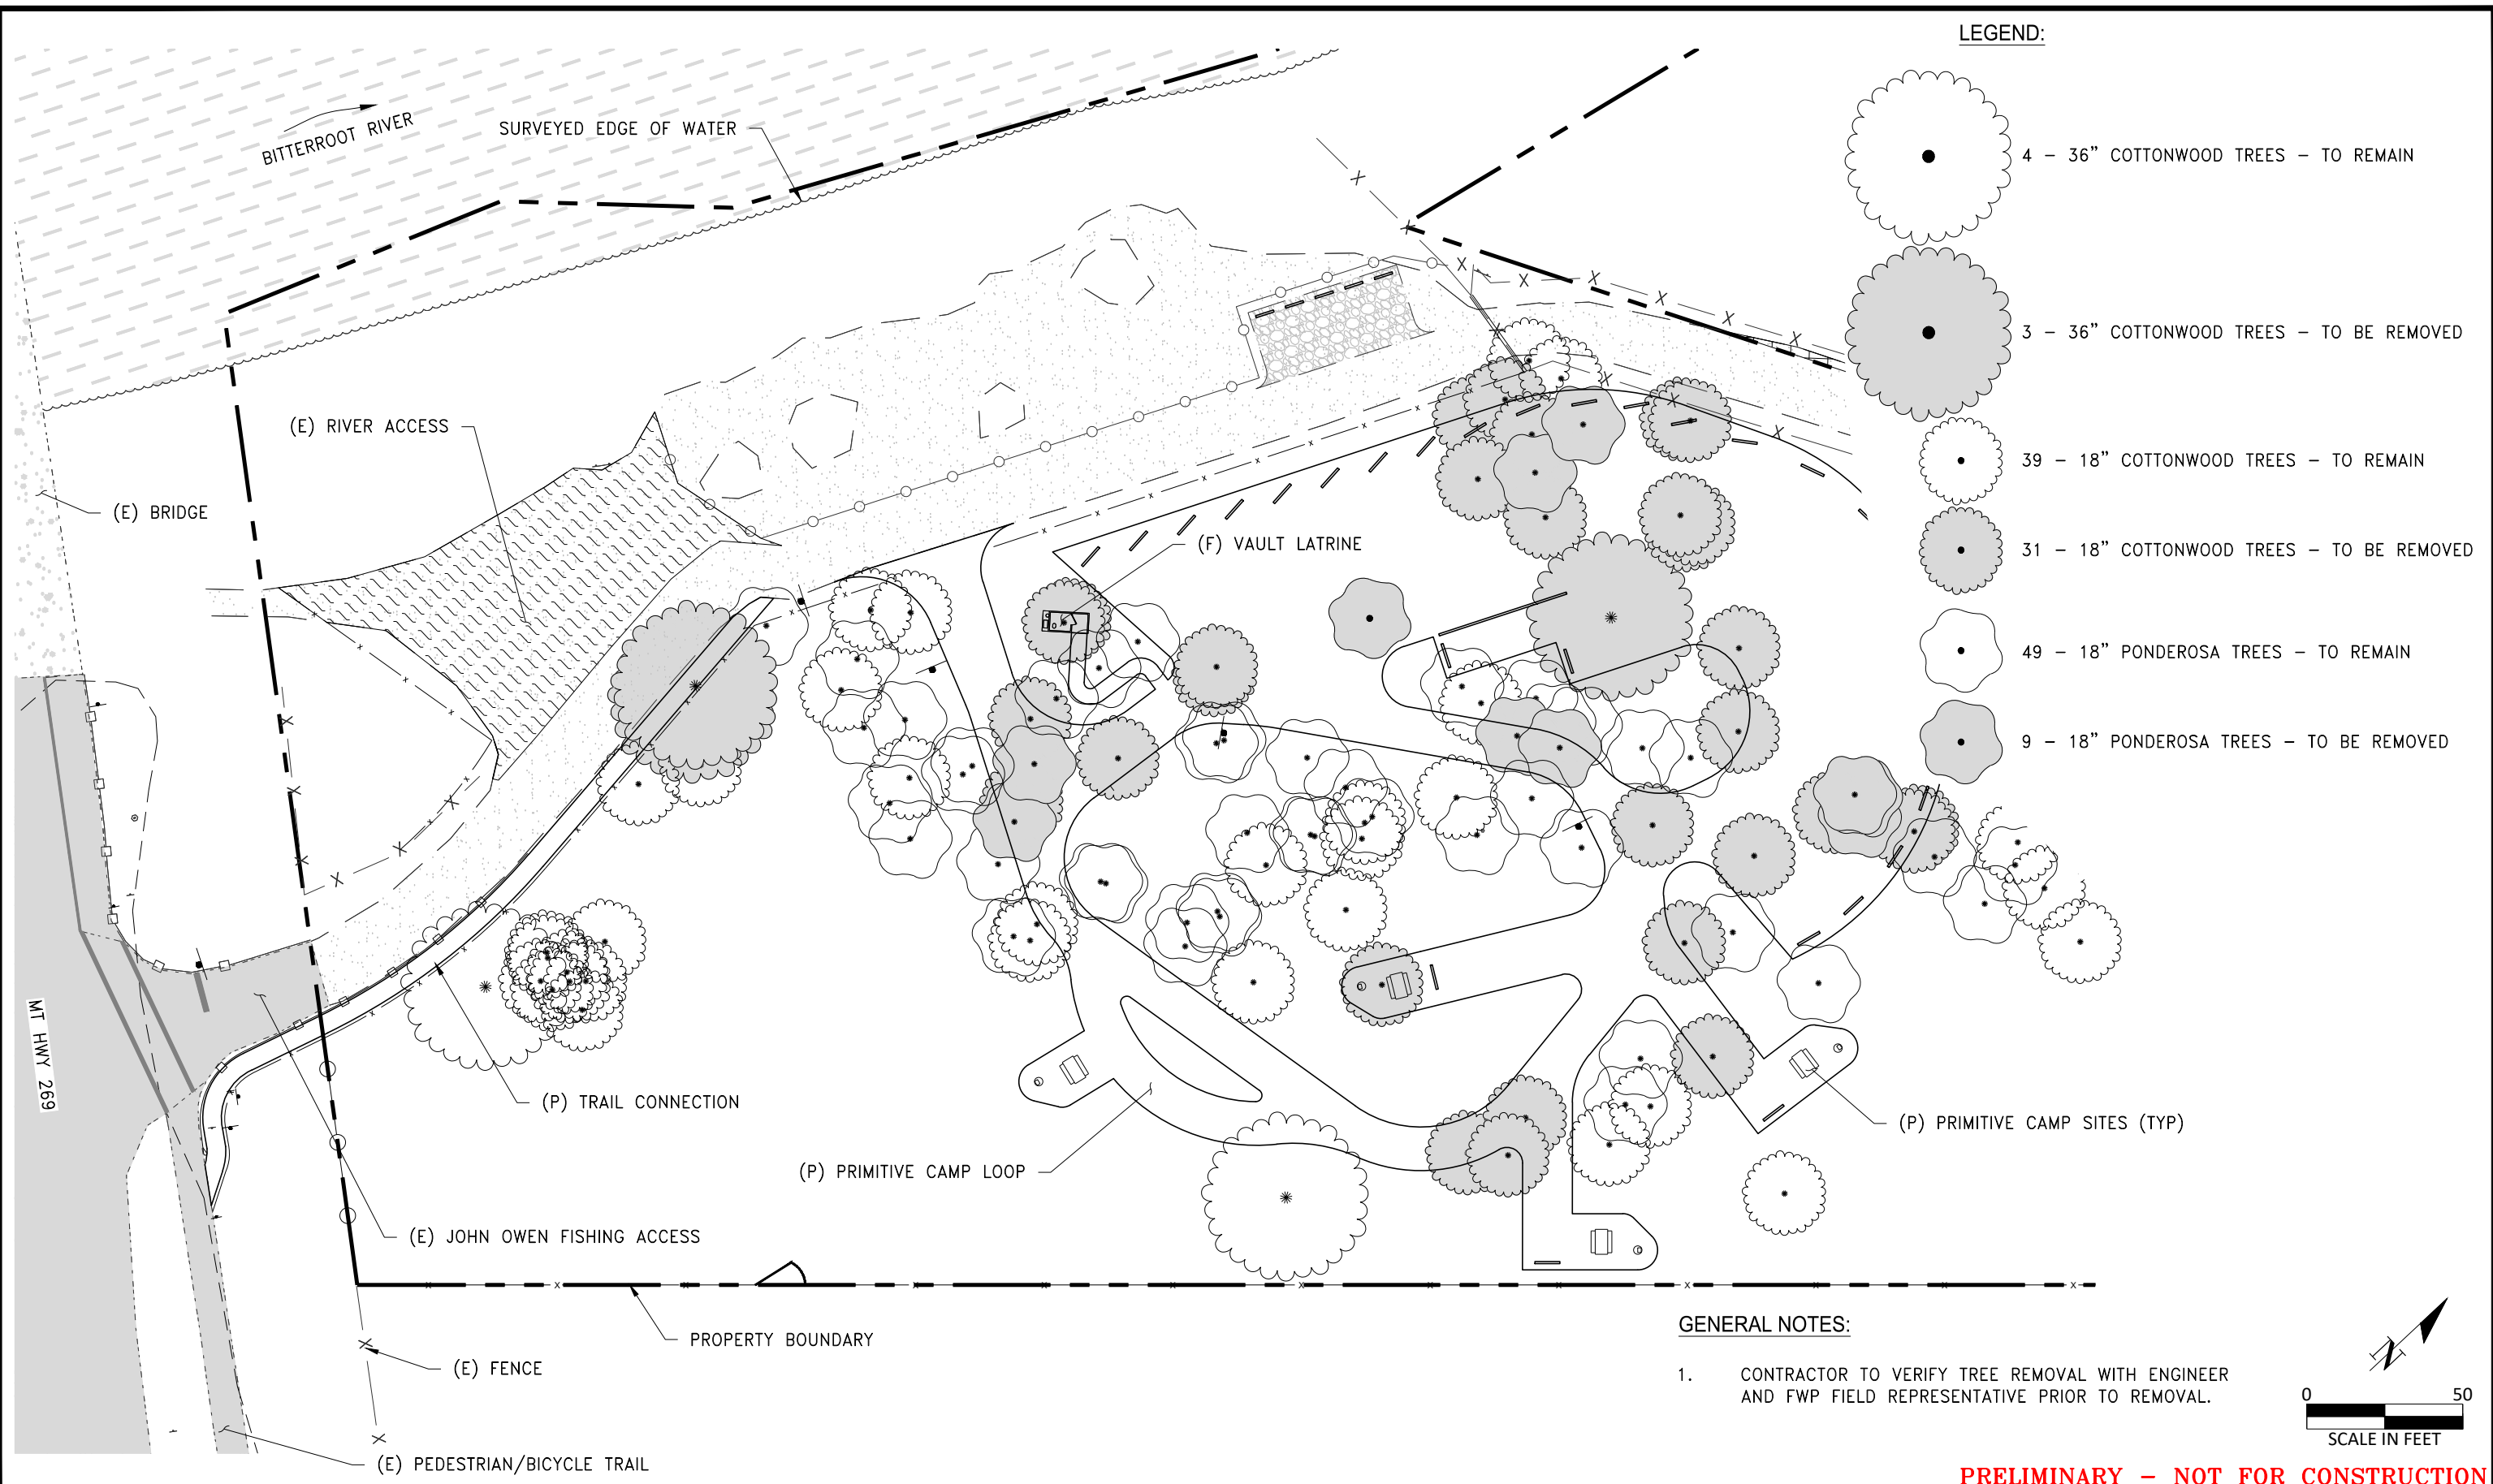 LEGEND:
4 – 36” COTTONWOOD TREES – TO REMAIN
3 – 36” COTTONWOOD TREES – TO BE REMOVED
39 – 18” COTTONWOOD TREES – TO REMAIN
31 – 18” COTTONWOOD TREES – TO BE REMOVED
49 – 18” PONDEROSA TREES – TO REMAIN
9 – 18” PONDEROSA TREES – TO BE REMOVED
BITTERROOT RIVER
SURVEYED EDGE OF WATER
(E) RIVER ACCESS
(E) BRIDGE
(F) VAULT LATRINE
MT HWY 269
(P) TRAIL CONNECTION
(P) PRIMITIVE CAMP SITES (TYP)
(P) PRIMITIVE CAMP LOOP
(E) JOHN OWEN FISHING ACCESS
PROPERTY BOUNDARY
(E) FENCE
(E) PEDESTRIAN/BICYCLE TRAIL
GENERAL NOTES:
1. CONTRACTOR TO VERIFY TREE REMOVAL WITH ENGINEER
AND FWP FIELD REPRESENTATIVE PRIOR TO REMOVAL.
N
0 50
SCALE IN FEET
PRELIMINARY – NOT FOR CONSTRUCTION